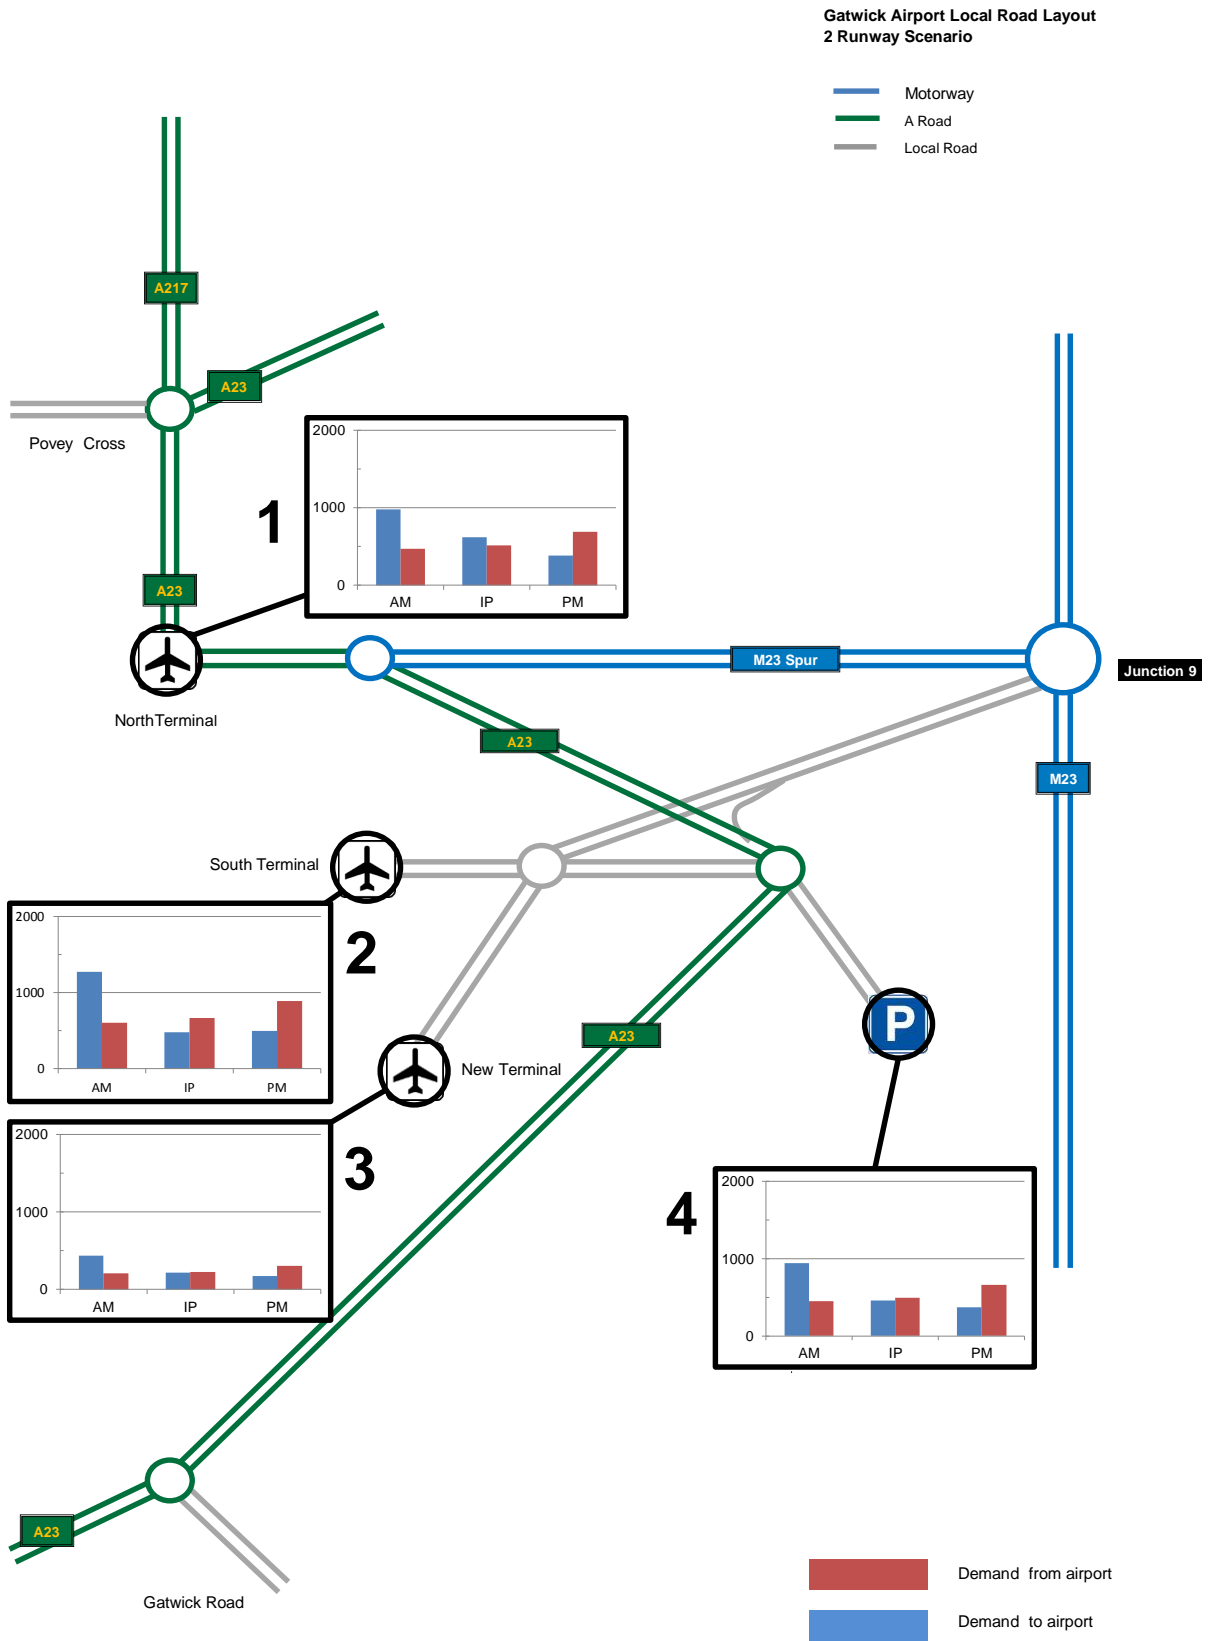 Gatwick Airport Local Road Layout
2 Runway Scenario
Motorway
A Road
Local Road
A217
A23
Povey Cross
1
2000
1000
0
AM IP PM
A23
M23 Spur
Junction 9
NorthTerminal
A23
M23
South Terminal
2
2000
1000
0
AM IP PM
P
A23
New Terminal
3
2000
1000
0
AM IP PM
4
2000
1000
0
AM IP PM
A23
Gatwick Road
Demand from airport
Demand to airport